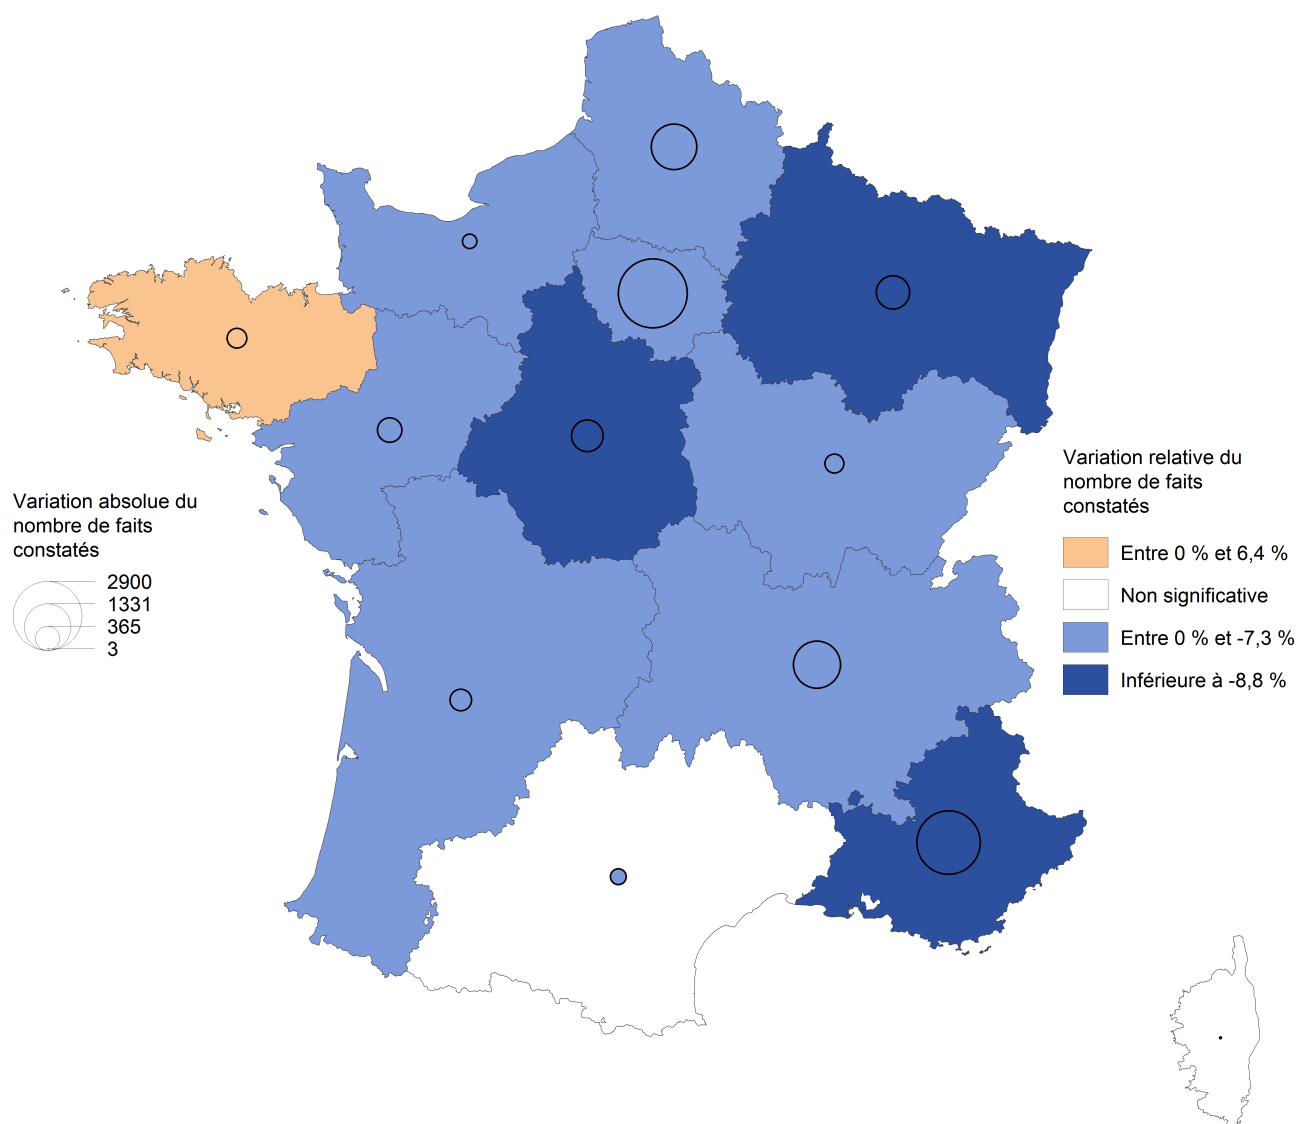 Variation absolue du
nombre de faits
constatés
2900
1331
365
3
Variation relative du
nombre de faits
constatés
Entre 0 % et 6,4 %
Non significative
Entre 0 % et -7,3 %
Inférieure à -8,8 %